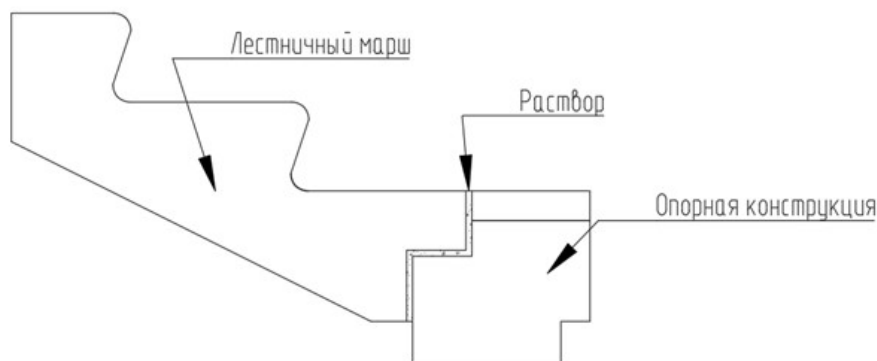 Лестничный марш
Раствор
Опорная конструкция